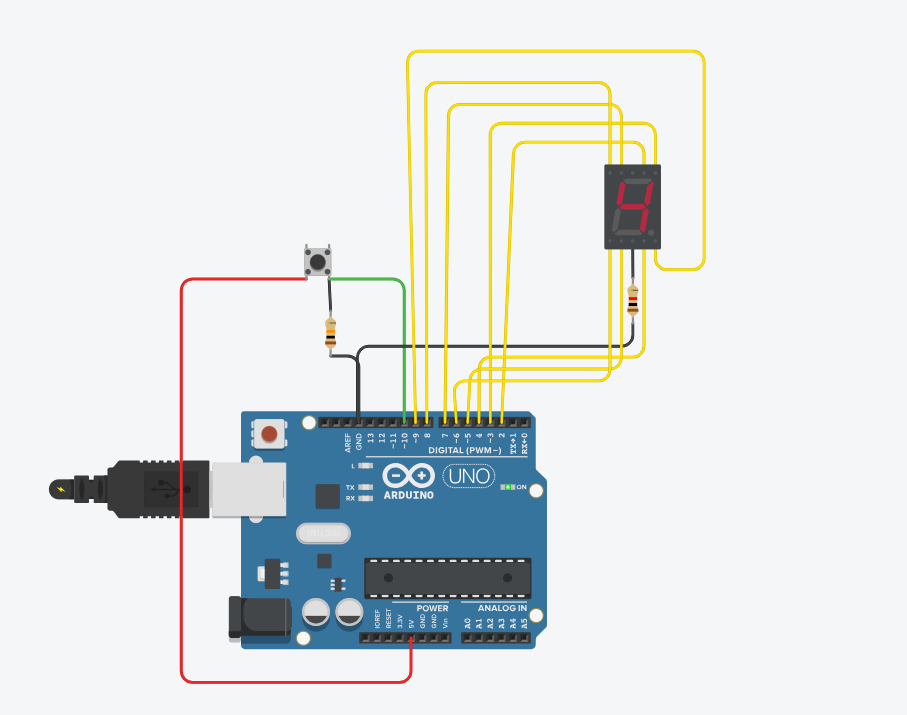 AREF
GND
13
12
~11
~10
~9
8
7
~6
~5
4
~3
2
TX→1
RX←0
DIGITAL (PWM~)
L
TX
RX
ARDUINO
UNO
ON
POWER
ANALOG IN
IOREF
RESET
3.3V
5V
GND
GND
Vin
A0
A1
A2
A3
A4
A5